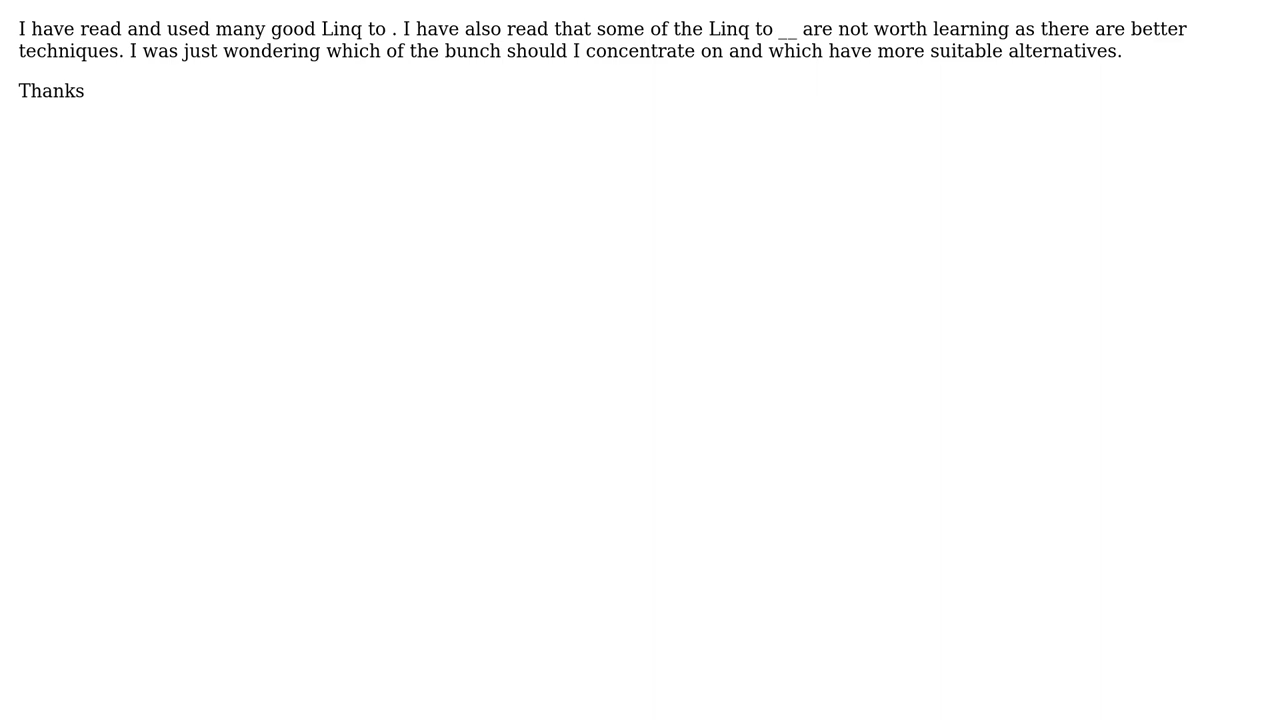 I have read and used many good Linq to . I have also read that some of the Linq to __ are not worth learning as there are better
techniques. I was just wondering which of the bunch should I concentrate on and which have more suitable alternatives.
Thanks